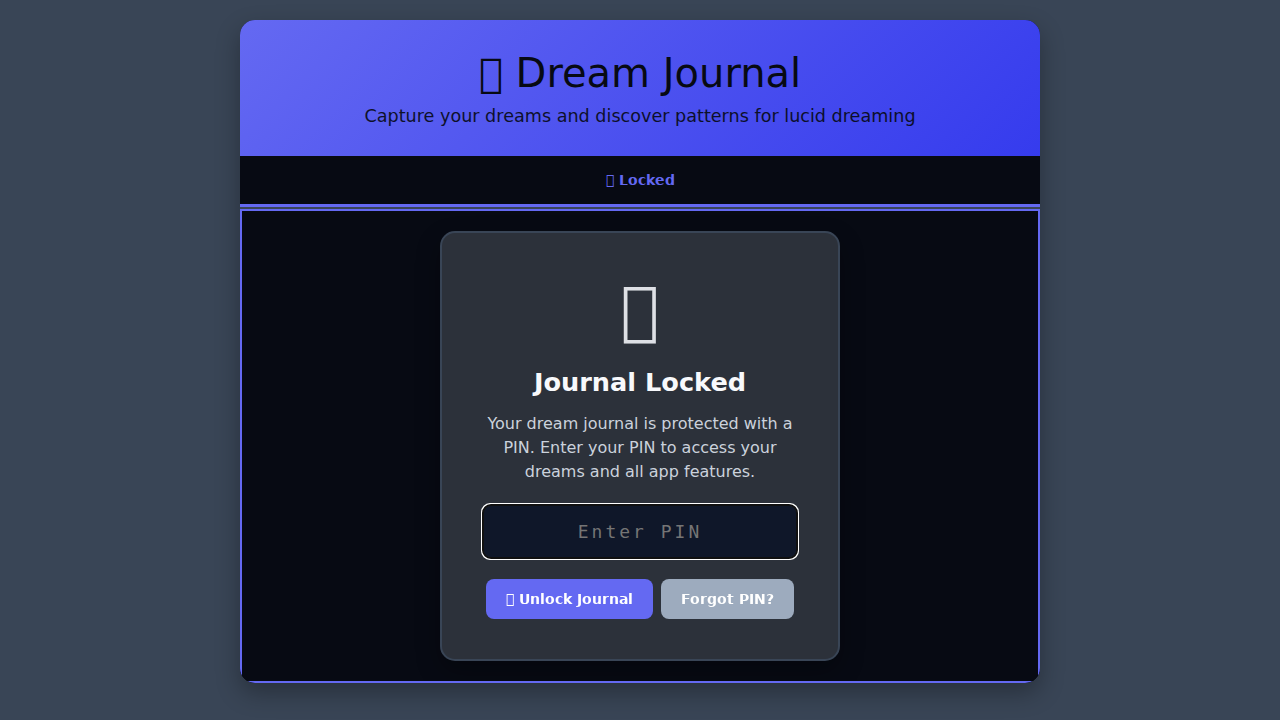 Dream Journal
Capture your dreams and discover patterns for lucid dreaming
Locked
Journal Locked
Your dream journal is protected with a
PIN. Enter your PIN to access your
dreams and all app features.
Enter PIN
Unlock Journal
Forgot PIN?